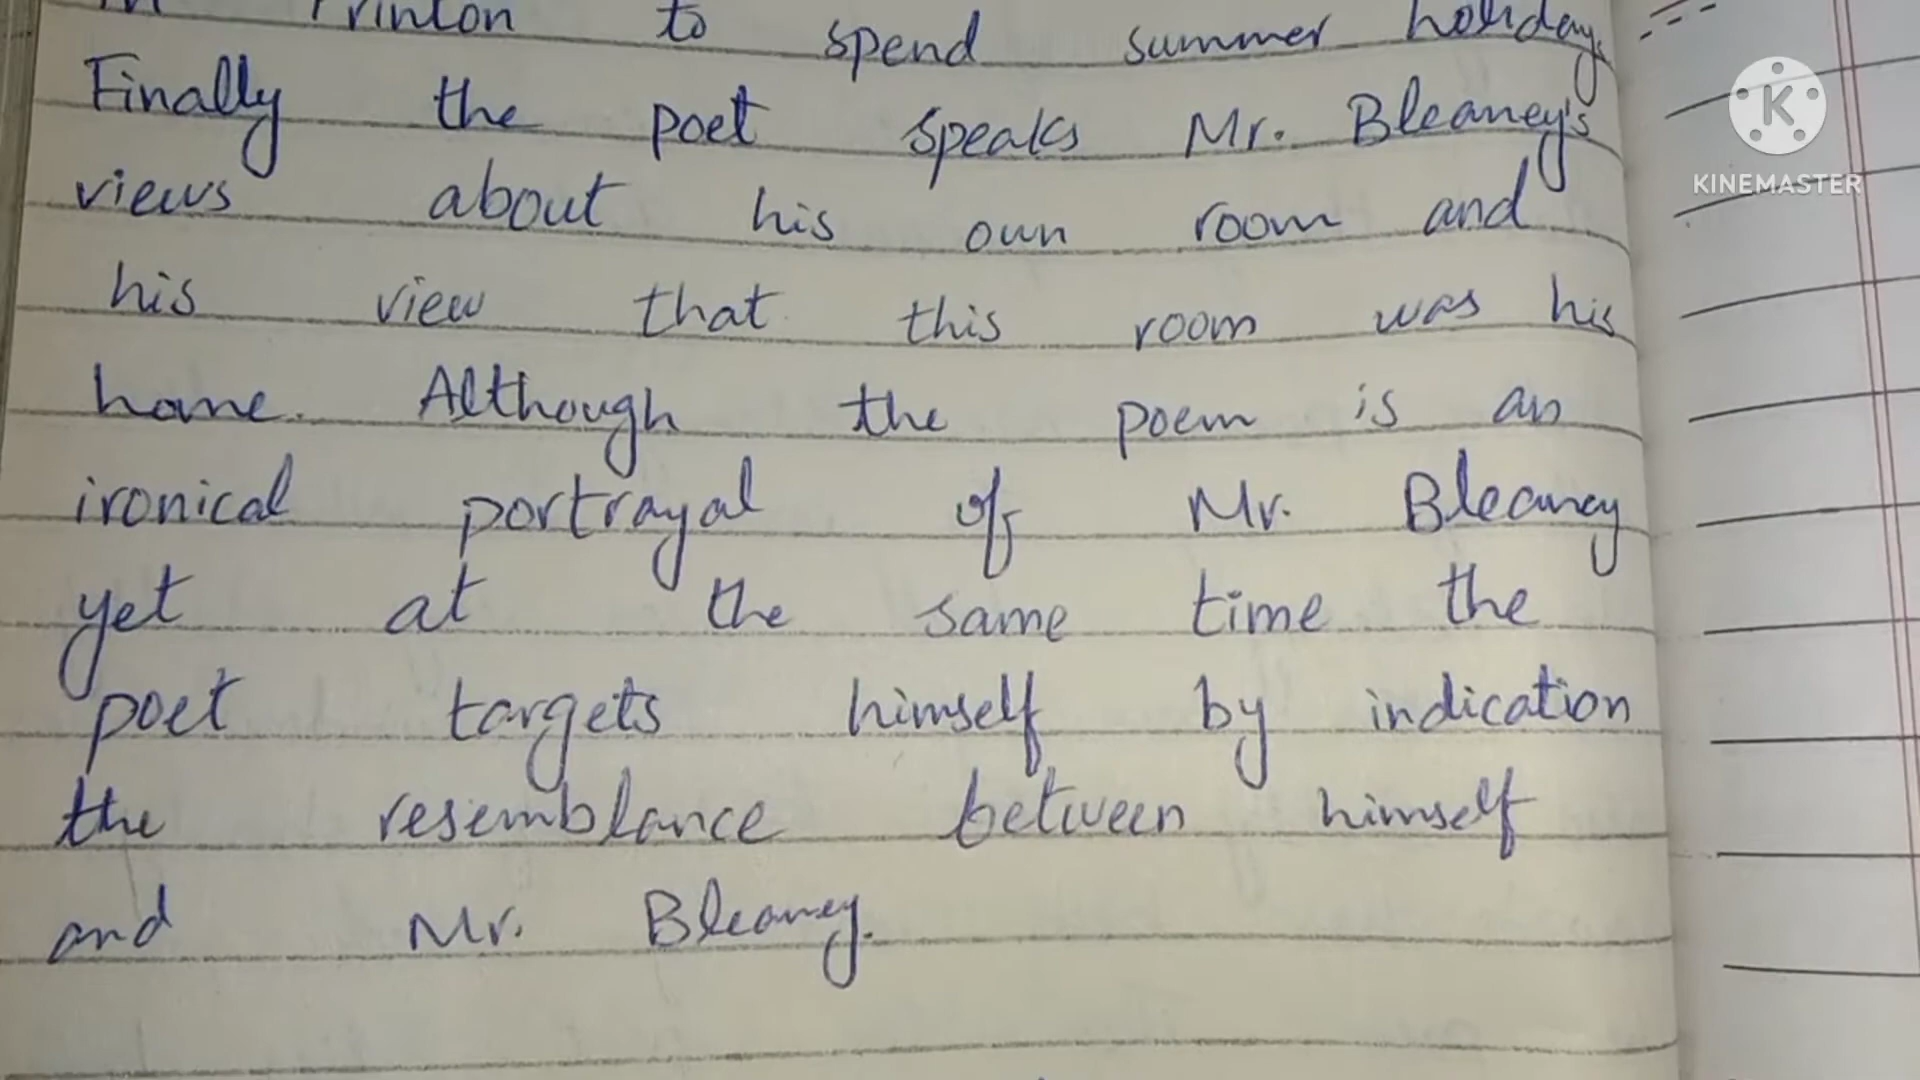 to spend summer holidays
Finally the poet speaks Mr. Bleaney's
views about his own room and
his view that this room was his
home. Although the poem is an
ironical portrayal of Mr. Bleaney
yet at the same time the
poet targets himself by indication
the resemblance between himself
and Mr. Bleaney.
KINEMASTER